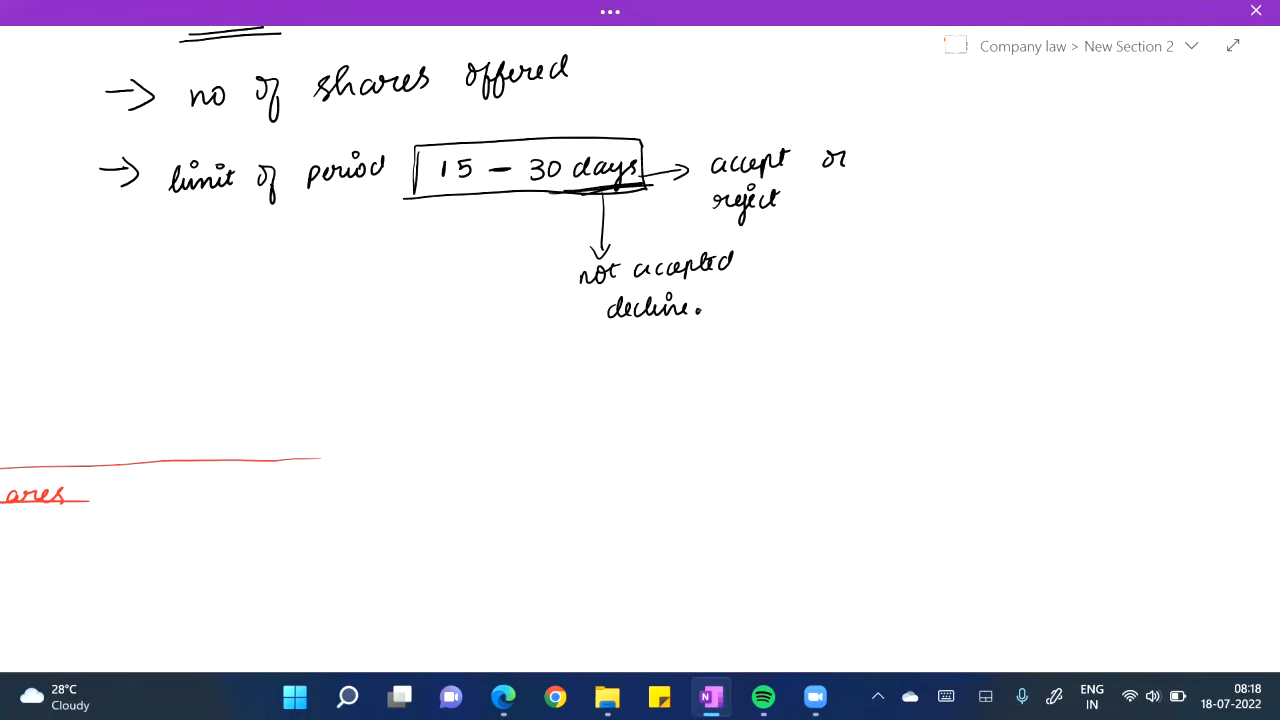 Company law > New Section 2
→ no of shares offered
→ limit of period 15 - 30 days → accept or
reject
not accepted
decline.
ares
28°C
Cloudy
ENG
IN
08:18
18-07-2022